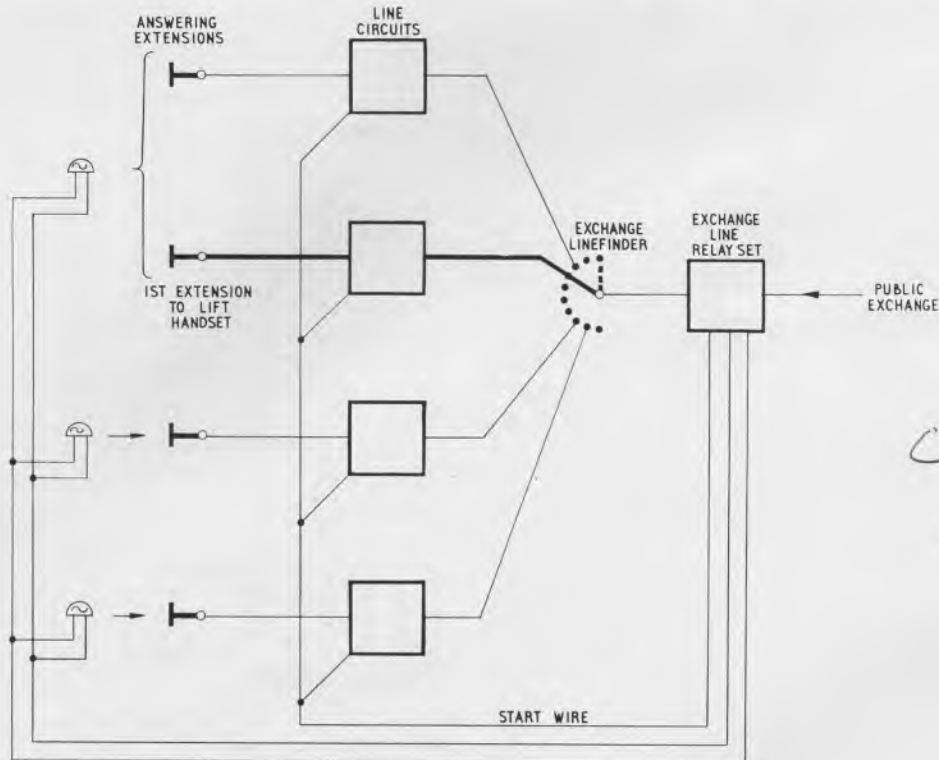 ANSWERING
EXTENSIONS
LINE
CIRCUITS
EXCHANGE
LINEFINDER
EXCHANGE
LINE
RELAY SET
PUBLIC
EXCHANGE
1ST EXTENSION
TO LIFT
HANDSET
START WIRE